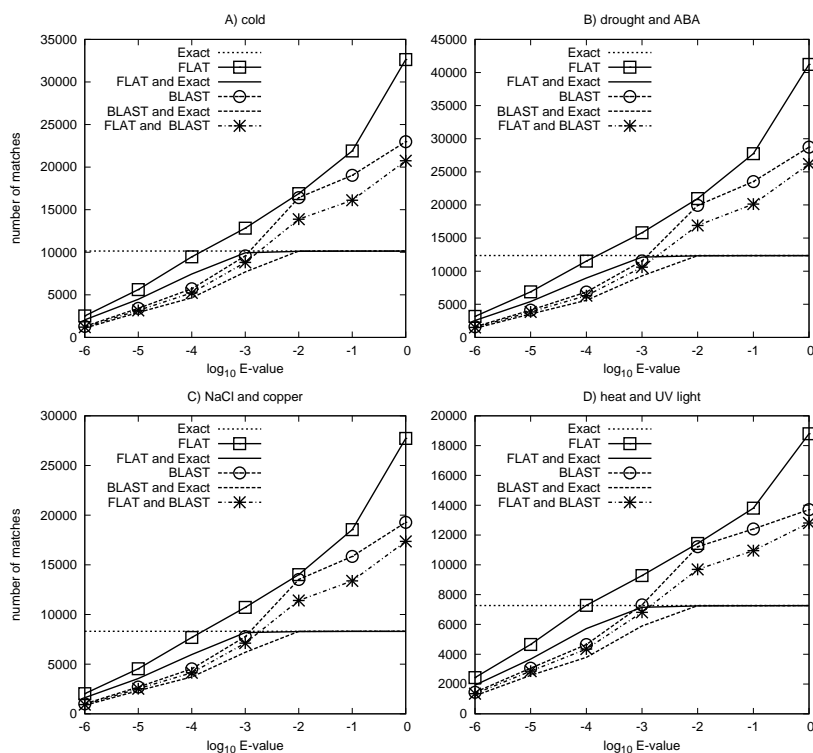 A) cold
number of matches
35000
30000
25000
20000
15000
10000
5000
0
Exact
FLAT
FLAT and Exact
BLAST
BLAST and Exact
FLAT and BLAST
-6 -5 -4 -3 -2 -1 0
log10 E-value
B) drought and ABA
45000
40000
35000
30000
25000
20000
15000
10000
5000
0
Exact
FLAT
FLAT and Exact
BLAST
BLAST and Exact
FLAT and BLAST
-6 -5 -4 -3 -2 -1 0
log10 E-value
C) NaCl and copper
number of matches
30000
25000
20000
15000
10000
5000
0
Exact
FLAT
FLAT and Exact
BLAST
BLAST and Exact
FLAT and BLAST
-6 -5 -4 -3 -2 -1 0
log10 E-value
D) heat and UV light
20000
18000
16000
14000
12000
10000
8000
6000
4000
2000
0
Exact
FLAT
FLAT and Exact
BLAST
BLAST and Exact
FLAT and BLAST
-6 -5 -4 -3 -2 -1 0
log10 E-value